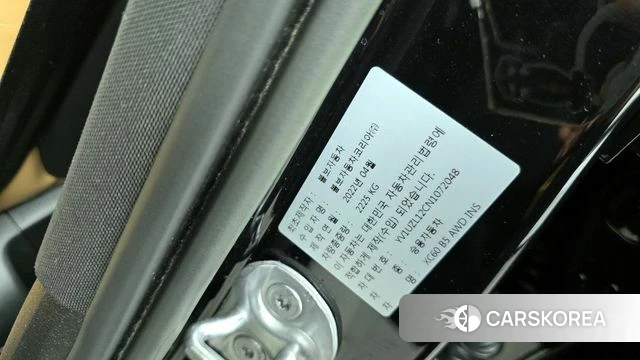 최초제작자 : 볼보자동차
수 입 자 명 : 볼보자동차코리아(주)
제 작 연 월 : 2022년 04월
차량총중량 : 2225 KG
이 자동차는 대한민국 자동차관리법령에
적합하게 제작(수입) 되었습니다.
차 대 번 호 : YV1UZL12CN1072048
차 종 : 승용자동차
차 명 : XC60 B5 AWD INS
CARSKOREA